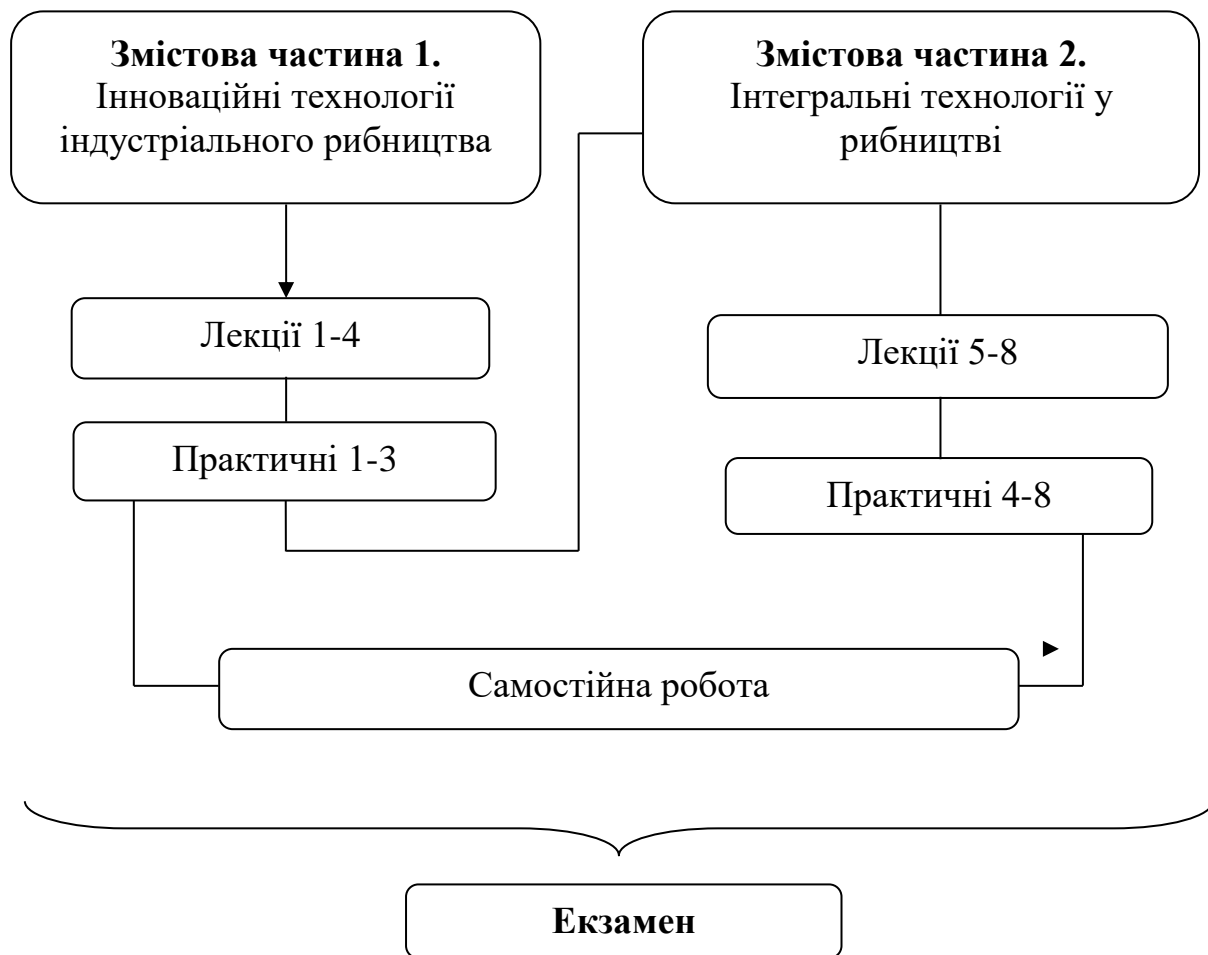 Змістова частина 1.
Інноваційні технології
індустріального рибництва
Змістова частина 2.
Інтегральні технології у
рибництві
Лекції 1-4
Лекції 5-8
Практичні 1-3
Практичні 4-8
Самостійна робота
Екзамен